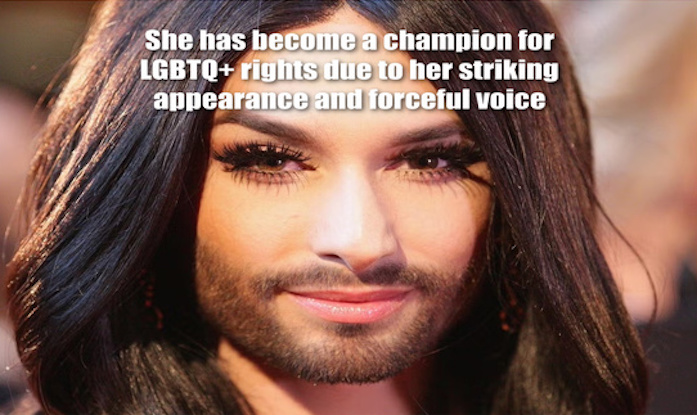 She has become a champion for
LGBTQ+ rights due to her striking
appearance and forceful voice